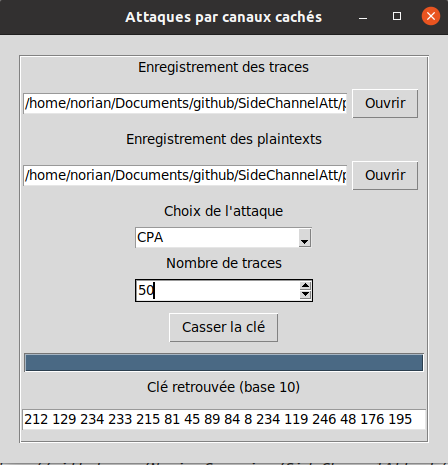 Attaques par canaux cachés
Enregistrement des traces
/home/norian/Documents/github/SideChannelAtt/p
Ouvrir
Enregistrement des plaintexts
/home/norian/Documents/github/SideChannelAtt/p
Ouvrir
Choix de l'attaque
CPA
Nombre de traces
50
Casser la clé
Clé retrouvée (base 10)
212 129 234 233 215 81 45 89 84 8 234 119 246 48 176 195